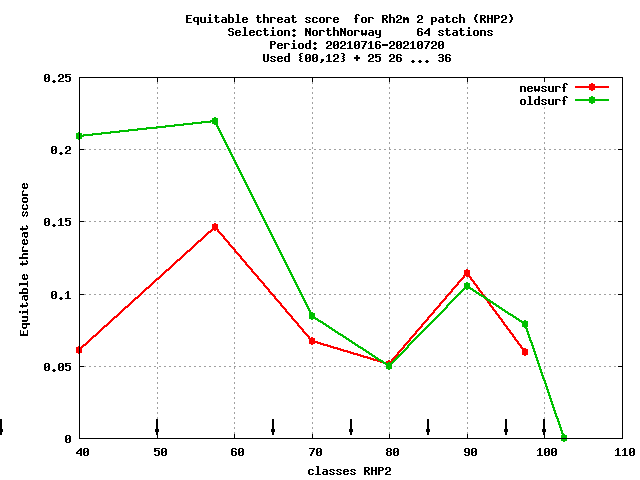 Equitable threat score  for Rh2m 2 patch (RHP2)
Selection: NorthNorway     64 stations
Period: 20210716-20210720
Used {00,12} + 25 26 ... 36
newsurf
oldsurf
0.25
0.2
0.15
0.1
0.05
0
Equitable threat score
40 50 60 70 80 90 100 110
classes RHP2